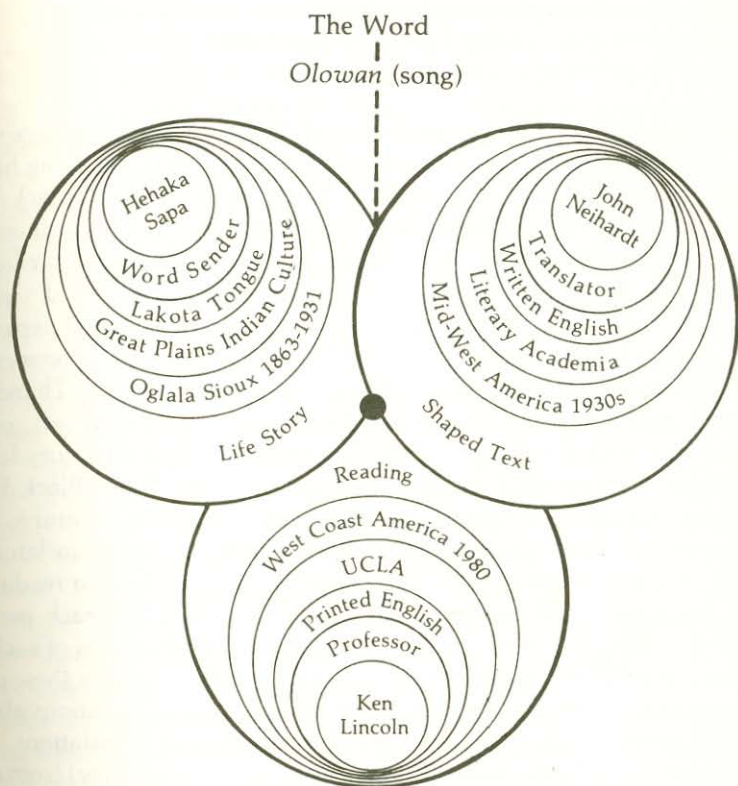 The Word
Olowan (song)
Hehaka
Sapa
Word Sender
Lakota Tongue
Great Plains Indian Culture
Oglala Sioux 1863-1931
Life Story
John
Neihardt
Translator
Written English
Literary Academia
Mid-West America 1930s
Shaped Text
Reading
West Coast America 1980
UCLA
Printed English
Professor
Ken
Lincoln